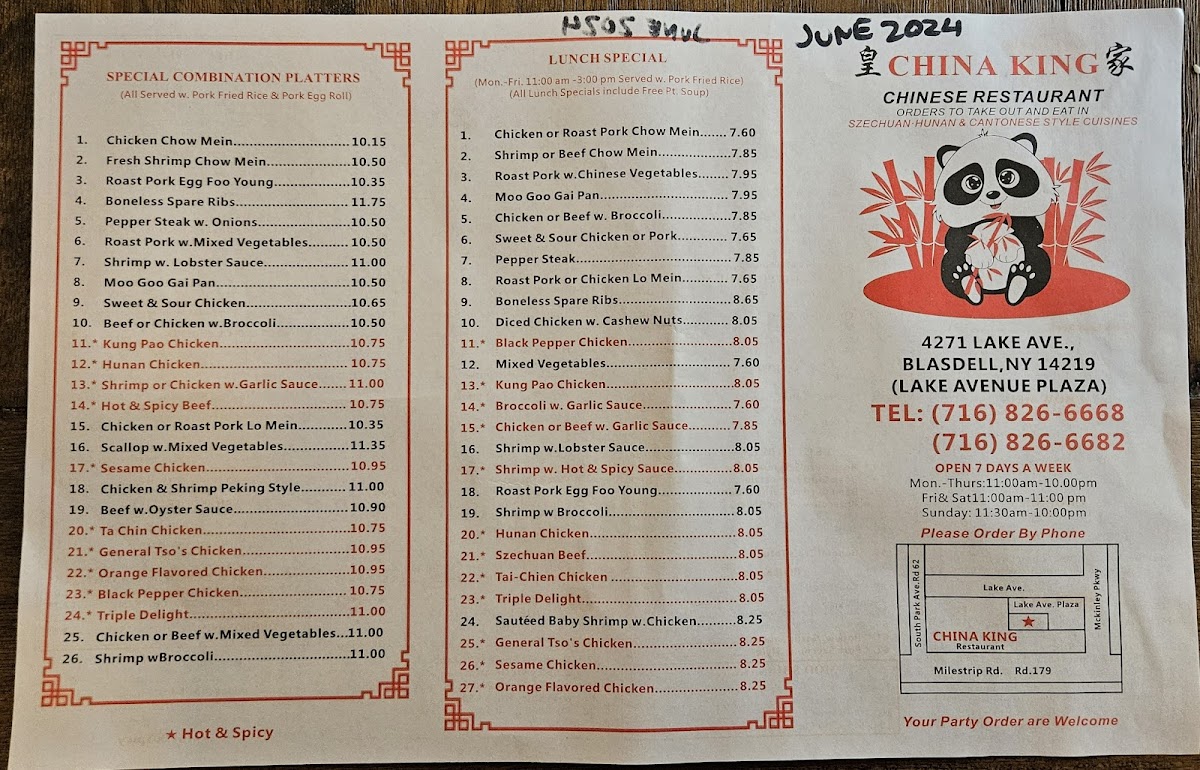 SPECIAL COMBINATION PLATTERS
(All Served w. Pork Fried Rice & Pork Egg Roll)
1. Chicken Chow Mein 10.15
2. Fresh Shrimp Chow Mein 10.50
3. Roast Pork Egg Foo Young 10.35
4. Boneless Spare Ribs 11.75
5. Pepper Steak w. Onions 10.50
6. Roast Pork w.Mixed Vegetables 10.50
7. Shrimp w. Lobster Sauce 11.00
8. Moo Goo Gai Pan 10.50
9. Sweet & Sour Chicken 10.65
10. Beef or Chicken w.Broccoli 10.50
11.* Kung Pao Chicken 10.75
12.* Hunan Chicken 10.75
13.* Shrimp or Chicken w.Garlic Sauce 11.00
14.* Hot & Spicy Beef 10.75
15. Chicken or Roast Pork Lo Mein 10.35
16. Scallop w.Mixed Vegetables 11.35
17.* Sesame Chicken 10.95
18. Chicken & Shrimp Peking Style 11.00
19. Beef w.Oyster Sauce 10.90
20.* Ta Chin Chicken 10.75
21.* General Tso's Chicken 10.95
22.* Orange Flavored Chicken 10.95
23.* Black Pepper Chicken 10.75
24.* Triple Delight 11.00
25. Chicken or Beef w.Mixed Vegetables 11.00
26. Shrimp wBroccoli 11.00
★ Hot & Spicy
LUNCH SPECIAL
(Mon.-Fri. 11:00 am -3:00 pm Served w. Pork Fried Rice)
(All Lunch Specials include Free Pt. Soup)
1. Chicken or Roast Pork Chow Mein 7.60
2. Shrimp or Beef Chow Mein 7.85
3. Roast Pork w.Chinese Vegetables 7.95
4. Moo Goo Gai Pan 7.95
5. Chicken or Beef w. Broccoli 7.85
6. Sweet & Sour Chicken or Pork 7.65
7. Pepper Steak 7.85
8. Roast Pork or Chicken Lo Mein 7.65
9. Boneless Spare Ribs 8.65
10. Diced Chicken w. Cashew Nuts 8.05
11.* Black Pepper Chicken 8.05
12. Mixed Vegetables 7.60
13.* Kung Pao Chicken 8.05
14.* Broccoli w. Garlic Sauce 7.60
15.* Chicken or Beef w. Garlic Sauce 7.85
16. Shrimp w.Lobster Sauce 8.05
17.* Shrimp w. Hot & Spicy Sauce 8.05
18. Roast Pork Egg Foo Young 7.60
19. Shrimp w Broccoli 8.05
20.* Hunan Chicken 8.05
21.* Szechuan Beef 8.05
22.* Tai-Chien Chicken 8.05
23.* Triple Delight 8.05
24. Sautéed Baby Shrimp w.Chicken 8.25
25.* General Tso's Chicken 8.25
26.* Sesame Chicken 8.25
27.* Orange Flavored Chicken 8.25
JUNE 2024
皇 CHINA KING 家
CHINESE RESTAURANT
ORDERS TO TAKE OUT AND EAT IN
SZECHUAN-HUNAN & CANTONESE STYLE CUISINES
4271 LAKE AVE.,
BLASDELL,NY 14219
(LAKE AVENUE PLAZA)
TEL: (716) 826-6668
(716) 826-6682
OPEN 7 DAYS A WEEK
Mon.-Thurs:11:00am-10.00pm
Fri& Sat11:00am-11:00 pm
Sunday: 11:30am-10:00pm
Please Order By Phone
South Park Ave.Rd 62
Lake Ave.
Lake Ave. Plaza
Mckinley Pkwy
CHINA KING
Restaurant
Milestrip Rd. Rd.179
Your Party Order are Welcome